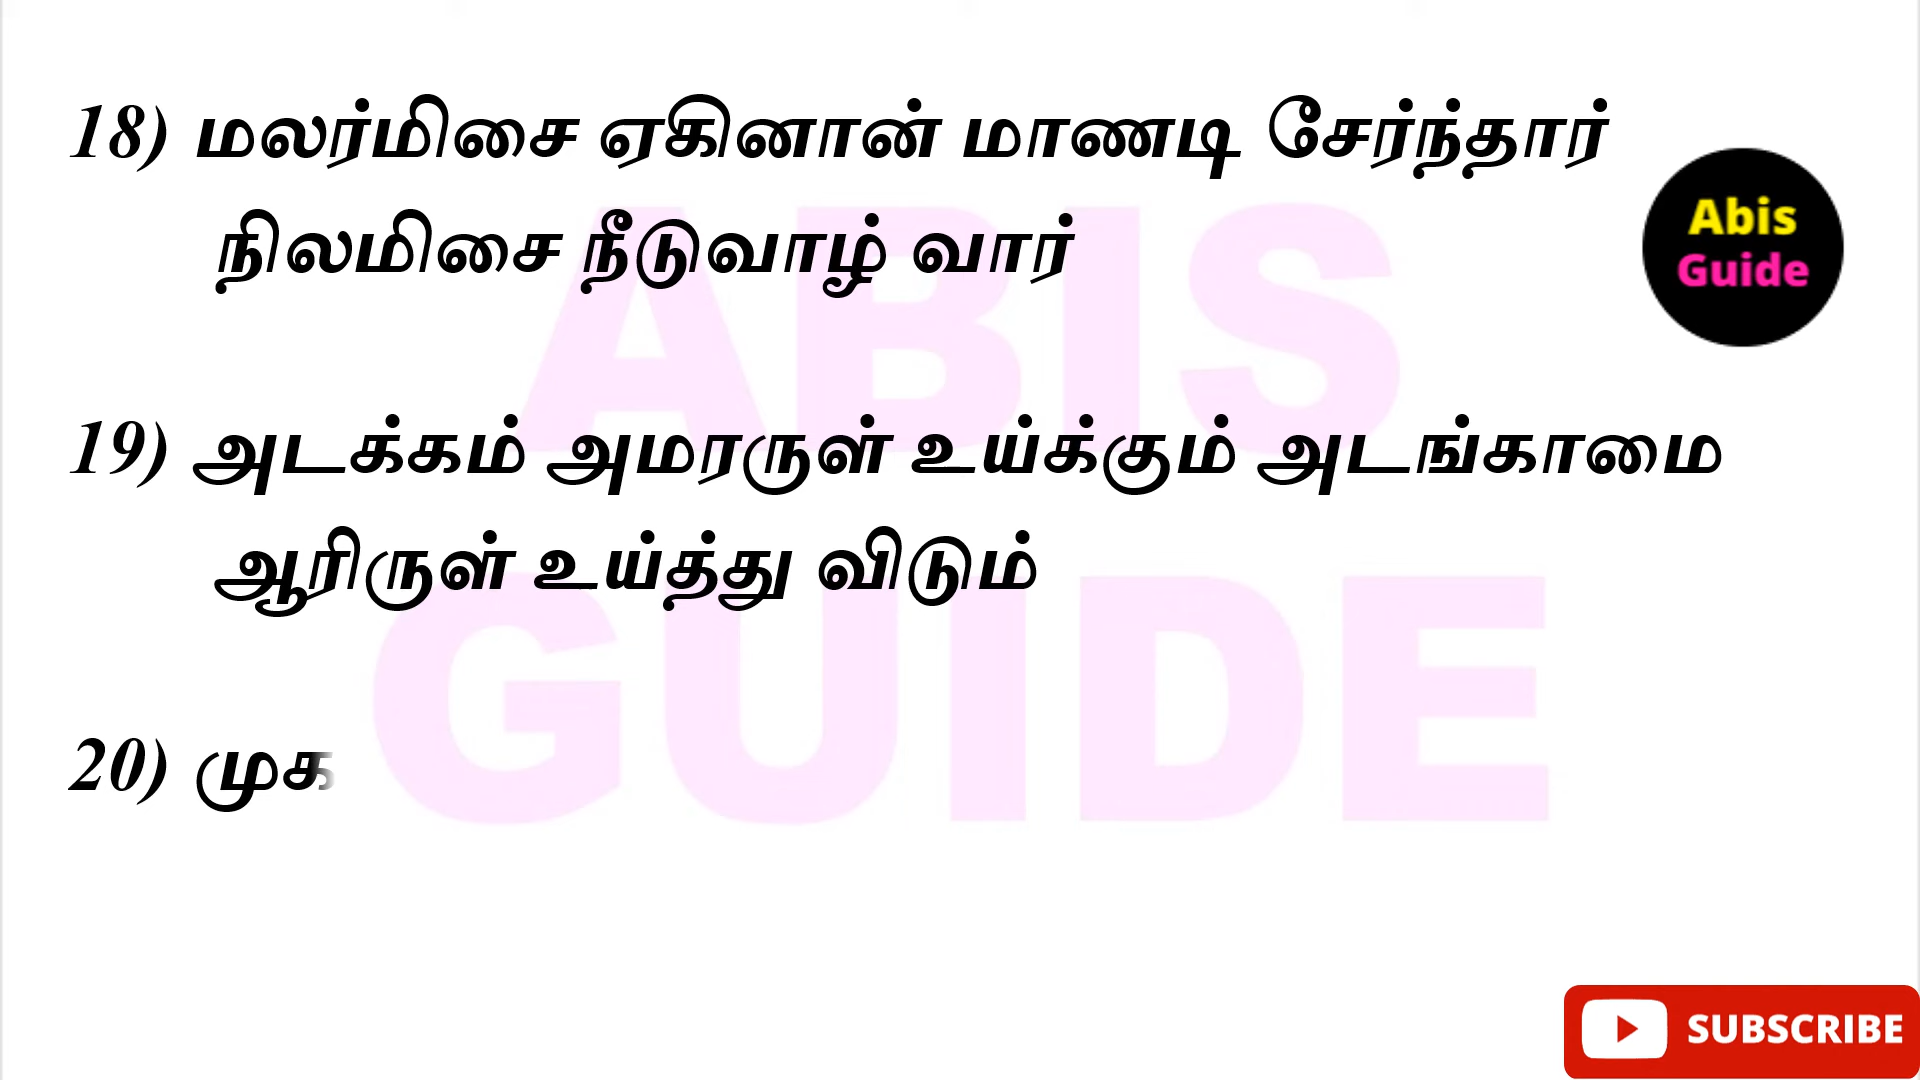 18) மலர்மிசை ஏகினான் மாணடி சேர்ந்தார்
நிலமிசை நீடுவாழ் வார்
Abis
Guide
19) அடக்கம் அமரருள் உய்க்கும் அடங்காமை
ஆரிருள் உய்த்து விடும்
20) முக
ABIS
GUIDE
SUBSCRIBE